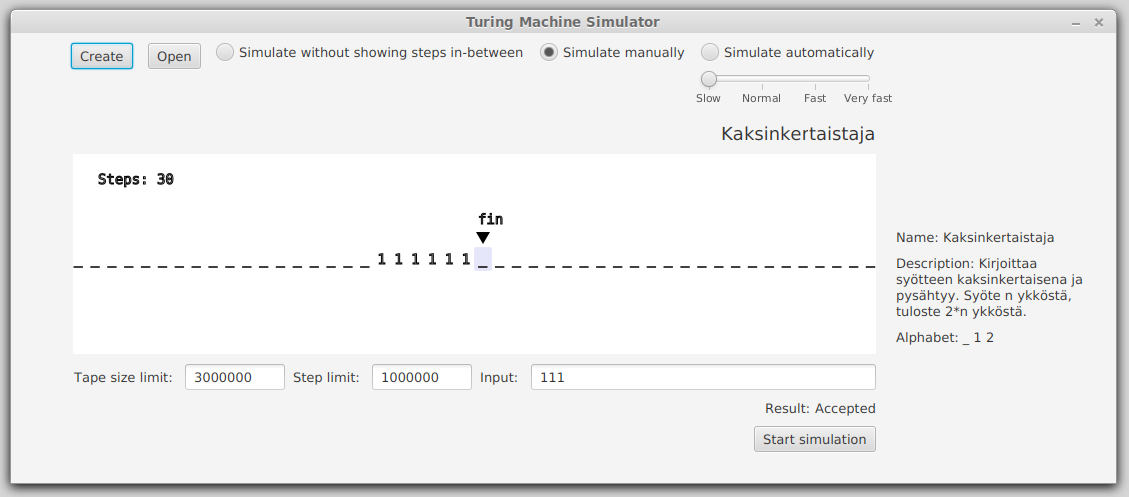 Turing Machine Simulator
Create Open Simulate without showing steps in-between Simulate manually Simulate automatically
Slow Normal Fast Very fast
Kaksinkertaistaja
Steps: 30
fin
_ _ _ _ _ _ _ _ _ _ _ _ _ _ _ _ _ _ 1 1 1 1 1 1 _ _ _ _ _ _ _ _ _ _ _ _ _ _ _ _ _ _ _ _ _ _ _ _
Name: Kaksinkertaistaja
Description: Kirjoittaa
syötteen kaksinkertaisena ja
pysähtyy. Syöte n ykköstä,
tuloste 2*n ykköstä.
Alphabet: _ 1 2
Tape size limit: 3000000 Step limit: 1000000 Input: 111
Result: Accepted
Start simulation